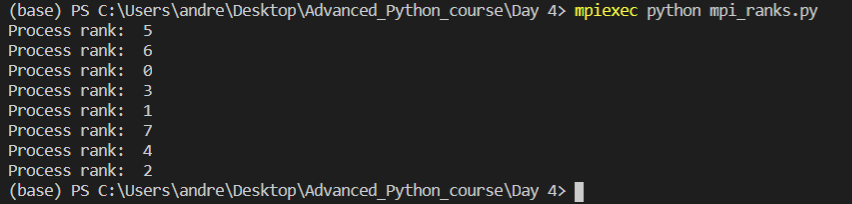 (base) PS C:\Users\andre\Desktop\Advanced_Python_course\Day 4> mpiexec python mpi_ranks.py
Process rank:  5
Process rank:  6
Process rank:  0
Process rank:  3
Process rank:  1
Process rank:  7
Process rank:  4
Process rank:  2
(base) PS C:\Users\andre\Desktop\Advanced_Python_course\Day 4>